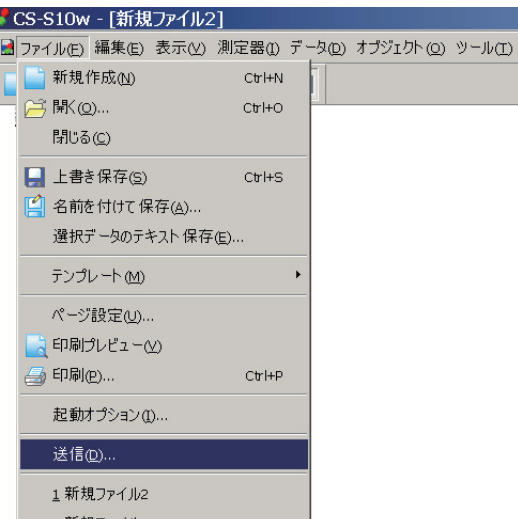 CS-S10w - [新規ファイル2]
ファイル(F) 編集(E) 表示(V) 測定器(I) データ(D) オブジェクト(O) ツール(T)
新規作成(N) Ctrl+N
開く(O)... Ctrl+O
閉じる(C)
上書き保存(S) Ctrl+S
名前を付けて保存(A)...
選択データのテキスト保存(E)...
テンプレート(M)
ページ設定(U)...
印刷プレビュー(V)
印刷(P)... Ctrl+P
起動オプション(I)...
送信(D)...
1 新規ファイル2